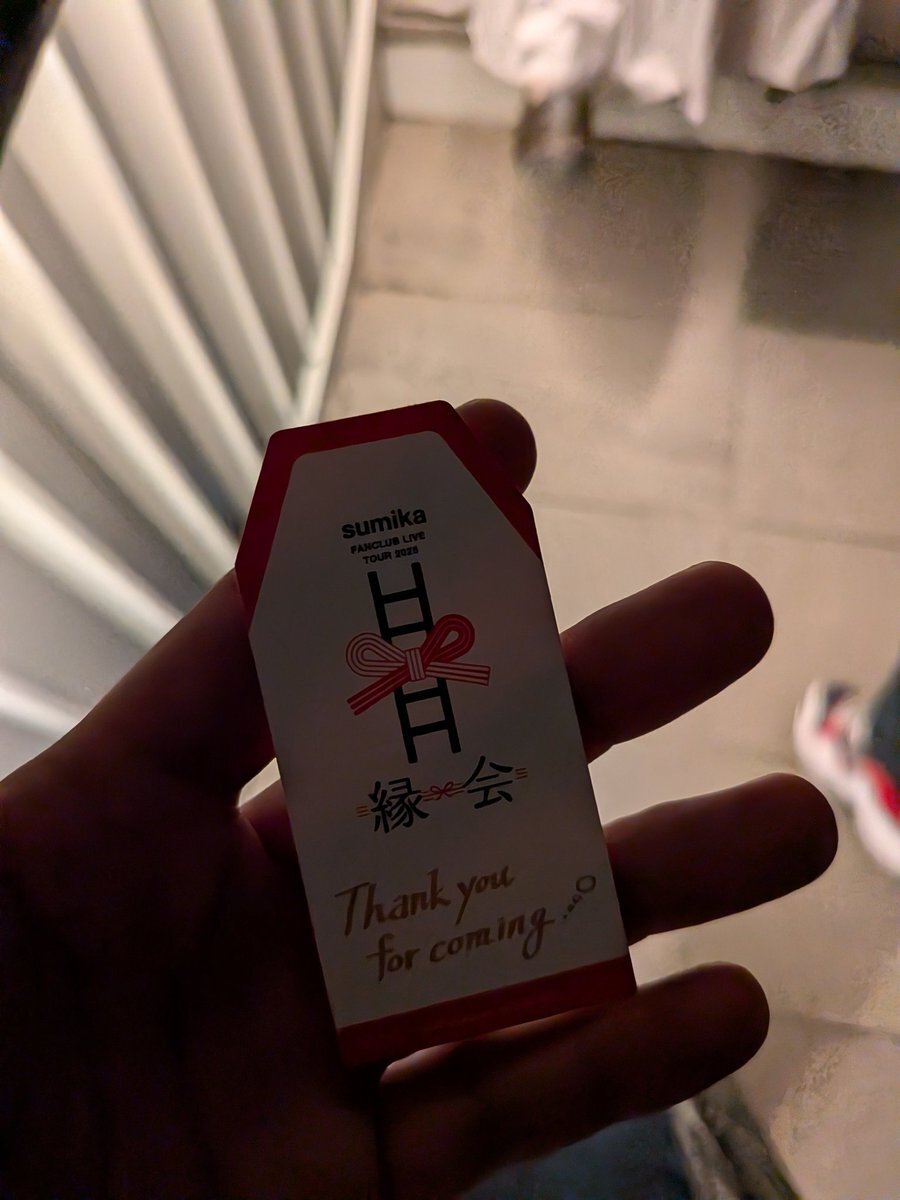 sumika
FANCLUB LIVE
TOUR 2025
縁会
Thank you
for coming...